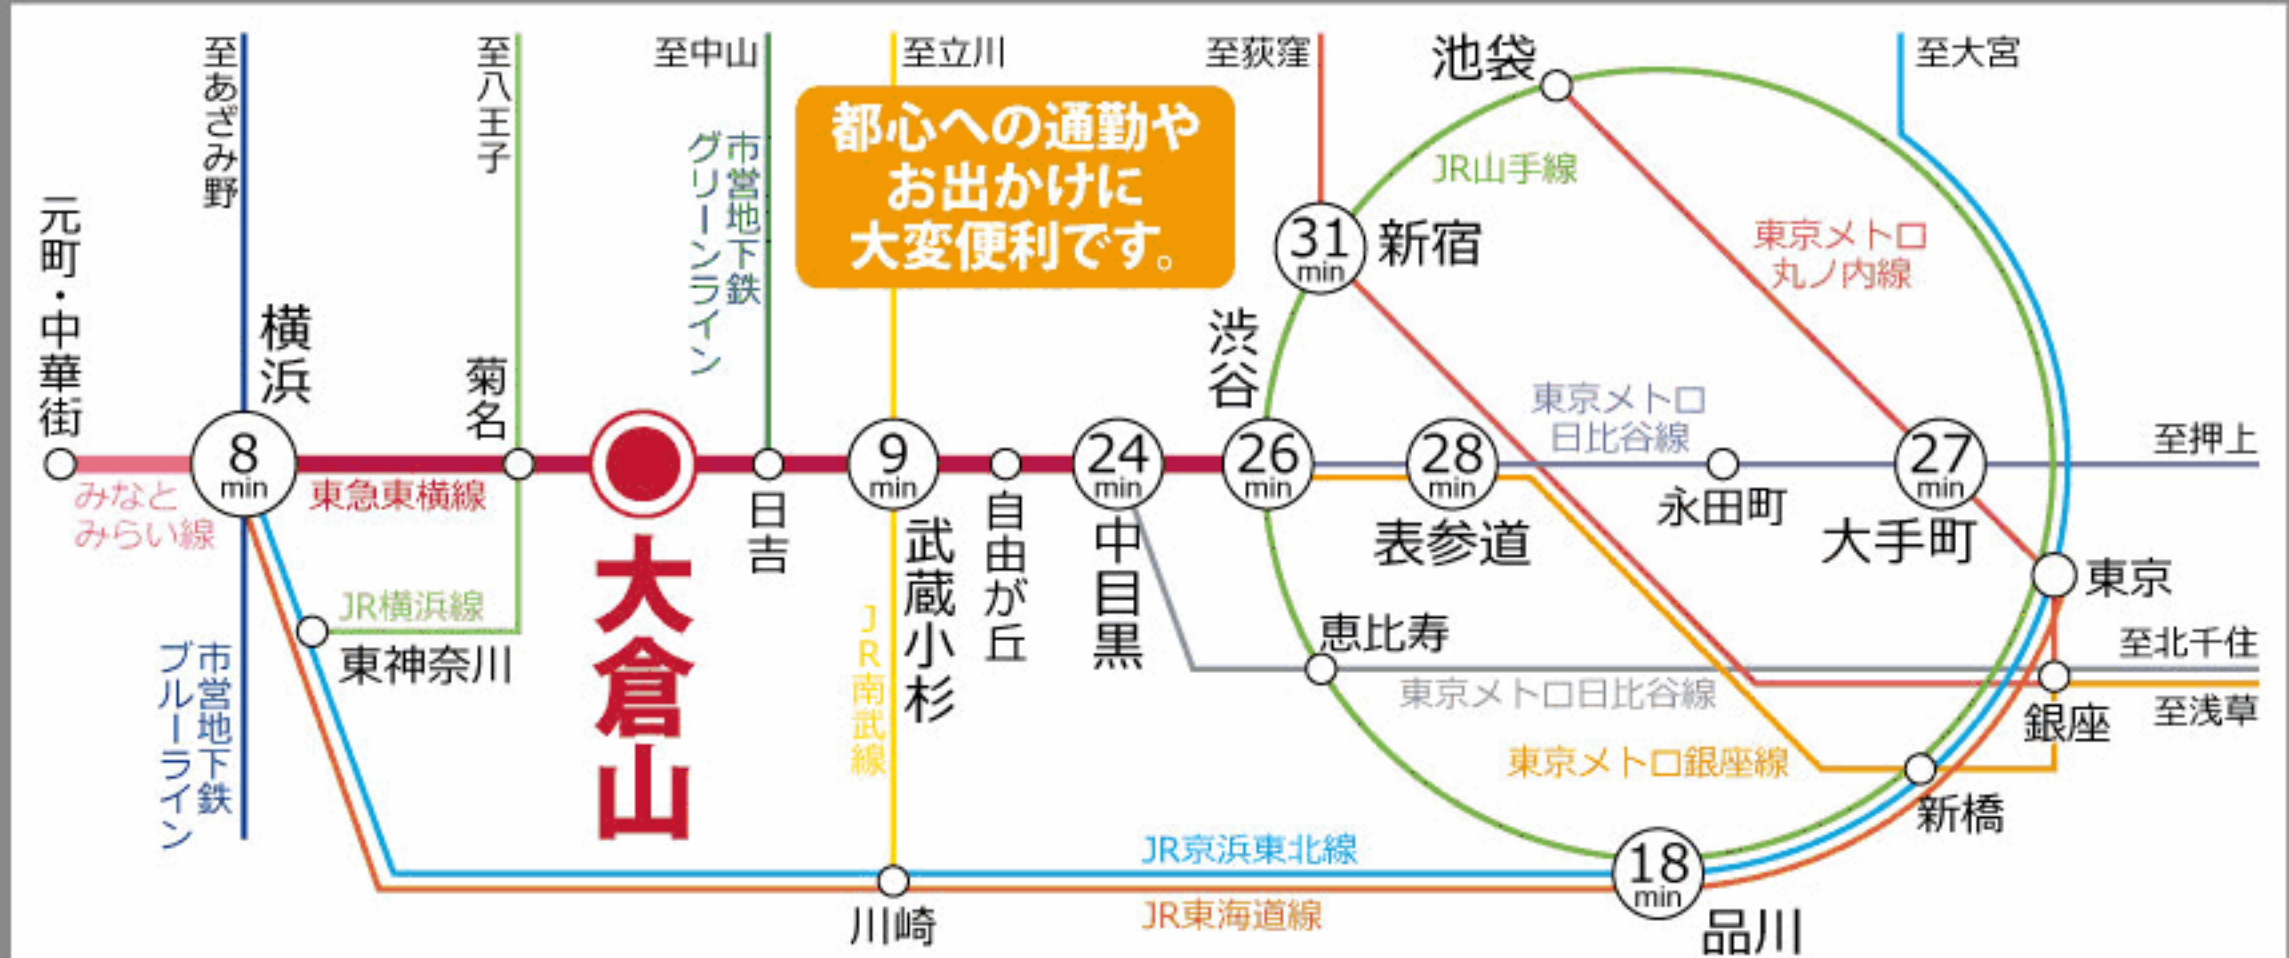 至あざみ野
至八王子
至中山
至立川
至荻窪
池袋
至大宮
都心への通勤や
お出かけに
大変便利です。
市営地下鉄
グリーンライン
JR山手線
元町・中華街
31
min
新宿
東京メトロ
丸ノ内線
横浜
菊名
渋谷
東京メトロ
日比谷線
至押上
8
min
9
min
24
min
26
min
28
min
27
min
みなと
みらい線
東急東横線
大倉山
日吉
武蔵小杉
自由が丘
中目黒
表参道
永田町
大手町
東京
JR横浜線
東神奈川
市営地下鉄
ブルーライン
JR南武線
恵比寿
東京メトロ日比谷線
至北千住
至浅草
銀座
東京メトロ銀座線
新橋
JR京浜東北線
JR東海道線
川崎
18
min
品川